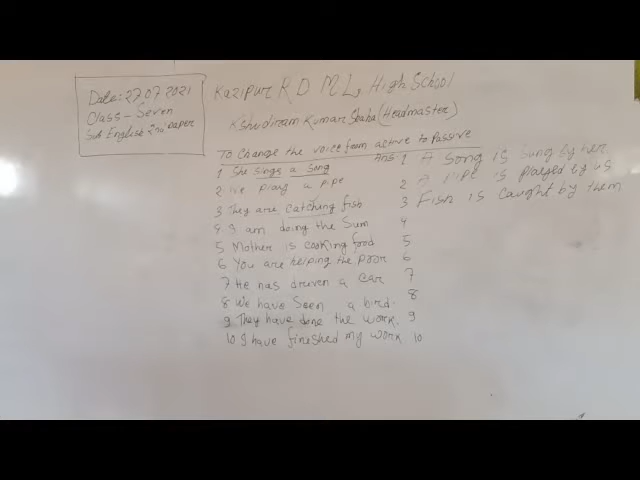 Date: 27.07.2021
Class - Seven
Sub English 2nd paper
Kazipur R D M L, High School
Kshudiram Kumar Shaha (Headmaster)
To Change the voice from active to Passive
1 She sings a Song
2 We play a pipe
3 They are catching fish
4 I am doing the Sum
5 Mother is cooking food
6 You are helping the poor
7 He has driven a car
8 We have Seen a bird.
9 They have done the work.
10 I have finished my work
Ans 1 A Song is Sung by her
2 A Pipe is played by us
3 Fish is caught by them
4
5
6
7
8
9
10